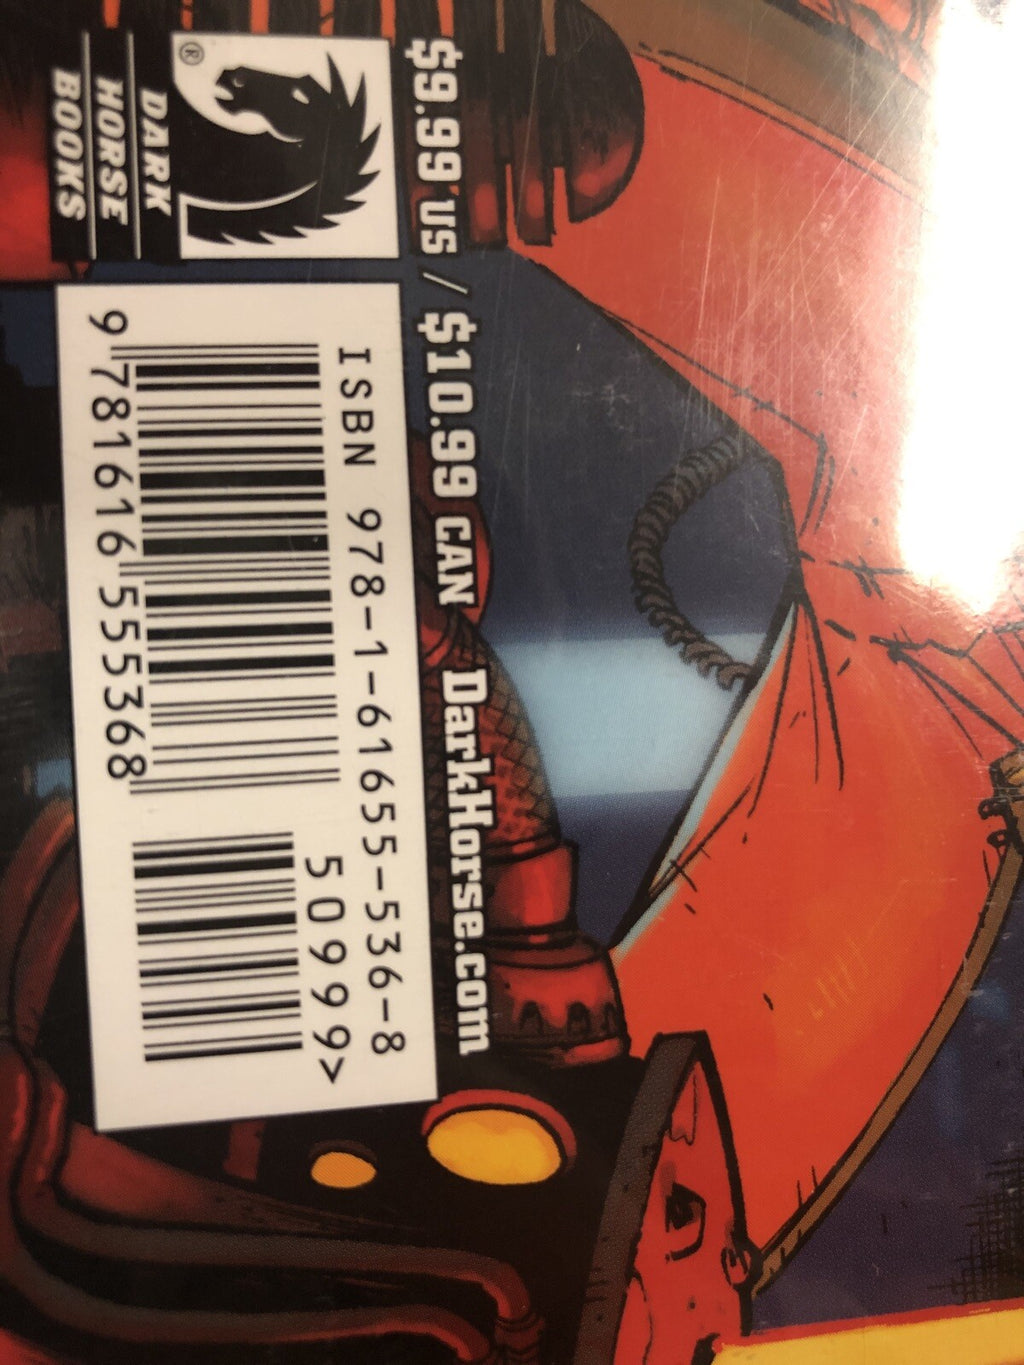 ®
DARK
HORSE
BOOKS
$9.99 US / $10.99 CAN DarkHorse.com
ISBN 978-1-61655-536-8
50999>
9 781616 555368